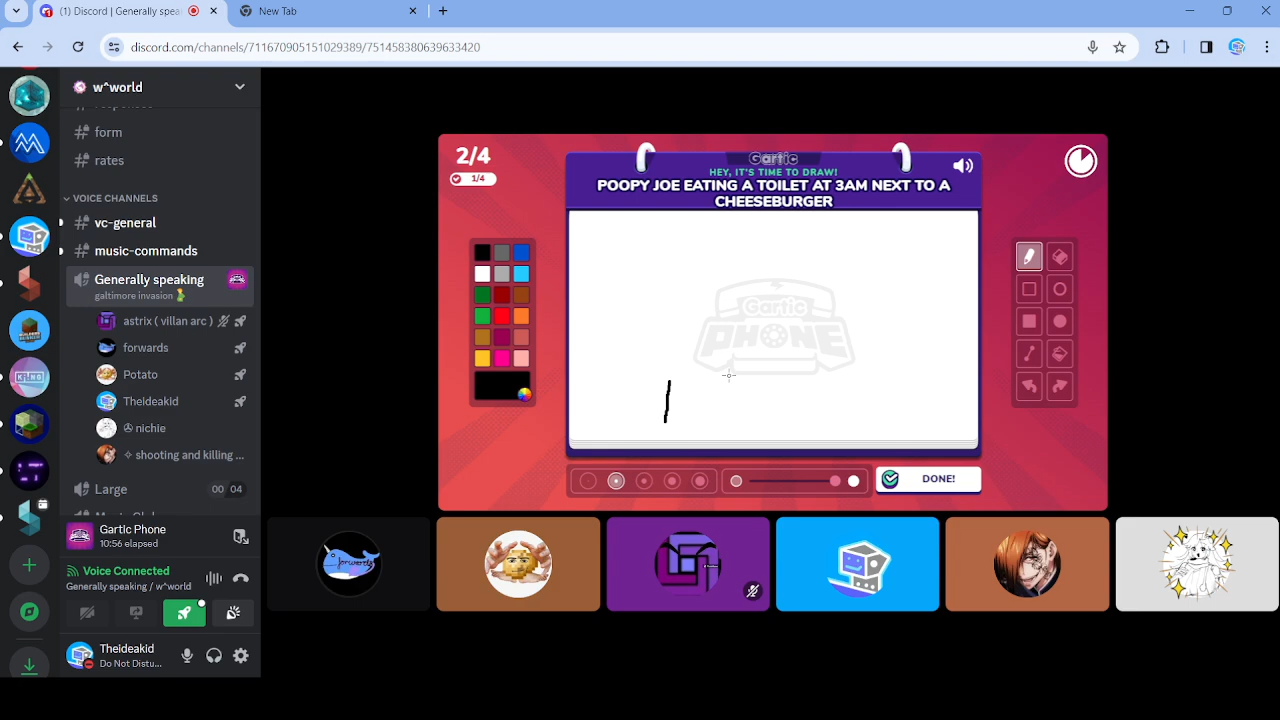 (1) Discord | Generally spea
New Tab
discord.com/channels/711670905151029389/751458380639633420
w^world
form
rates
VOICE CHANNELS
vc-general
music-commands
Generally speaking
galtimore invasion
astrix ( villan arc )
forwards
Potato
Theideakid
nichie
shooting and killing ...
Large
00 04
Gartic Phone
10:56 elapsed
Voice Connected
Generally speaking / w^world
Theideakid
Do Not Distu...
2/4
1/4
Gartic
HEY, IT'S TIME TO DRAW!
POOPY JOE EATING A TOILET AT 3AM NEXT TO A
CHEESEBURGER
Gartic
PHONE
DONE!
forwards
KING